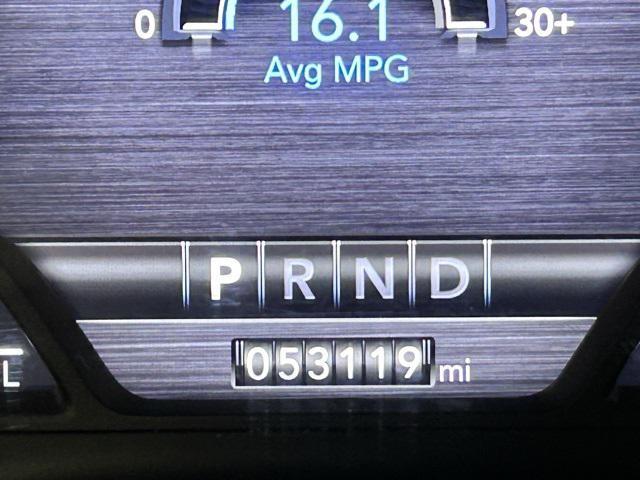 0 16.1 30+
Avg MPG
P R N D
L
053119 mi